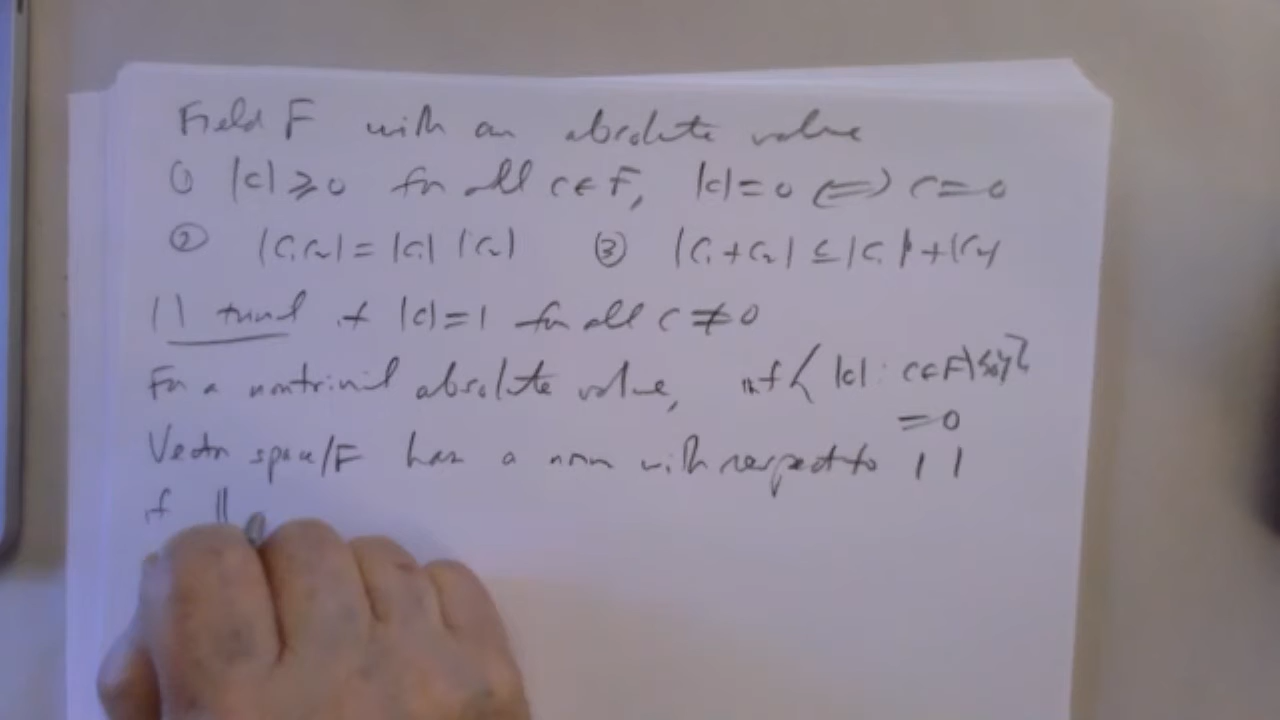 Field F with an absolute value
① |c| ≥ 0 for all c ∈ F, |c| = 0 ⟺ c = 0
② |c₁c₂| = |c₁| |c₂| ③ |c₁ + c₂| ≤ |c₁| + |c₂|
| | trivial if |c| = 1 for all c ≠ 0
For a nontrivial absolute value, inf { |c| : c ∈ F \ {0} }
= 0
Vector space/F has a norm with respect to | |
if ||